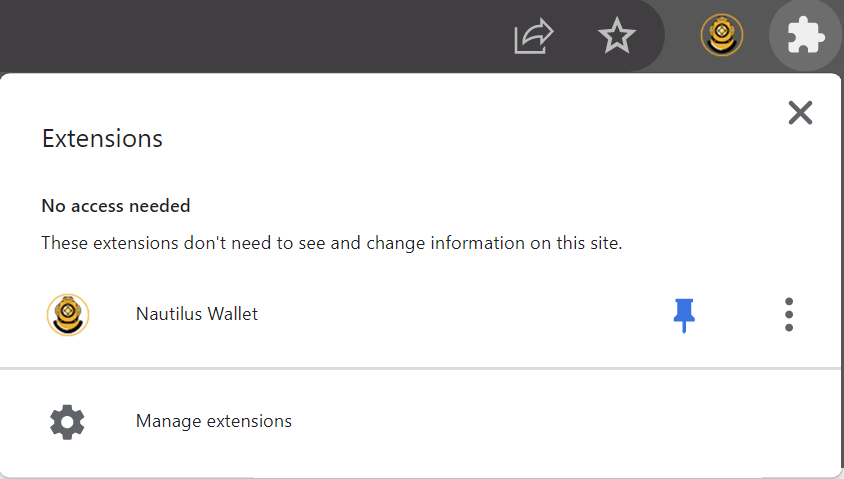 Extensions
No access needed
These extensions don't need to see and change information on this site.
Nautilus Wallet
Manage extensions